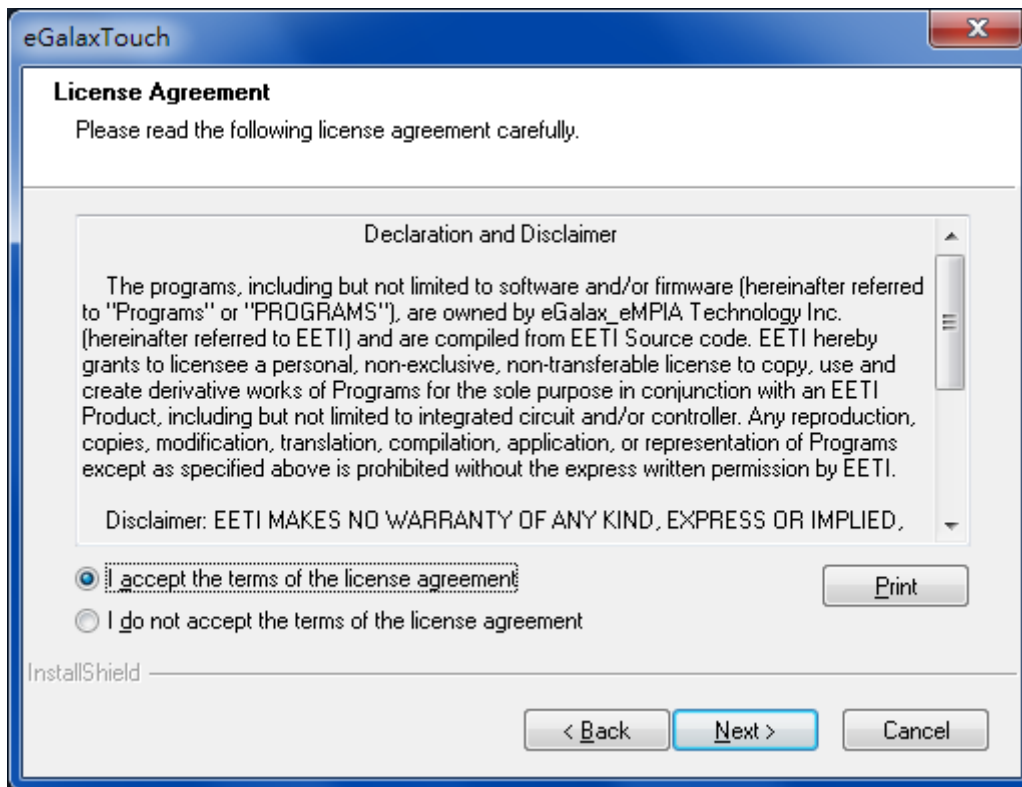 eGalaxTouch
License Agreement
Please read the following license agreement carefully.
Declaration and Disclaimer
The programs, including but not limited to software and/or firmware (hereinafter referred
to "Programs" or "PROGRAMS"), are owned by eGalax_eMPIA Technology Inc.
(hereinafter referred to EETI) and are compiled from EETI Source code. EETI hereby
grants to licensee a personal, non-exclusive, non-transferable license to copy, use and
create derivative works of Programs for the sole purpose in conjunction with an EETI
Product, including but not limited to integrated circuit and/or controller. Any reproduction,
copies, modification, translation, compilation, application, or representation of Programs
except as specified above is prohibited without the express written permission by EETI.
Disclaimer: EETI MAKES NO WARRANTY OF ANY KIND, EXPRESS OR IMPLIED,
I accept the terms of the license agreement
Print
I do not accept the terms of the license agreement
InstallShield
< Back
Next >
Cancel